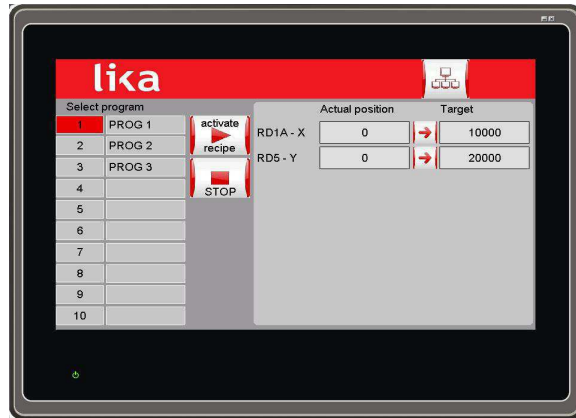 lika
Select program
Actual position Target
1 PROG 1
2 PROG 2
3 PROG 3
4
5
6
7
8
9
10
activate
recipe
STOP
RD1A - X 0 10000
RD5 - Y 0 20000